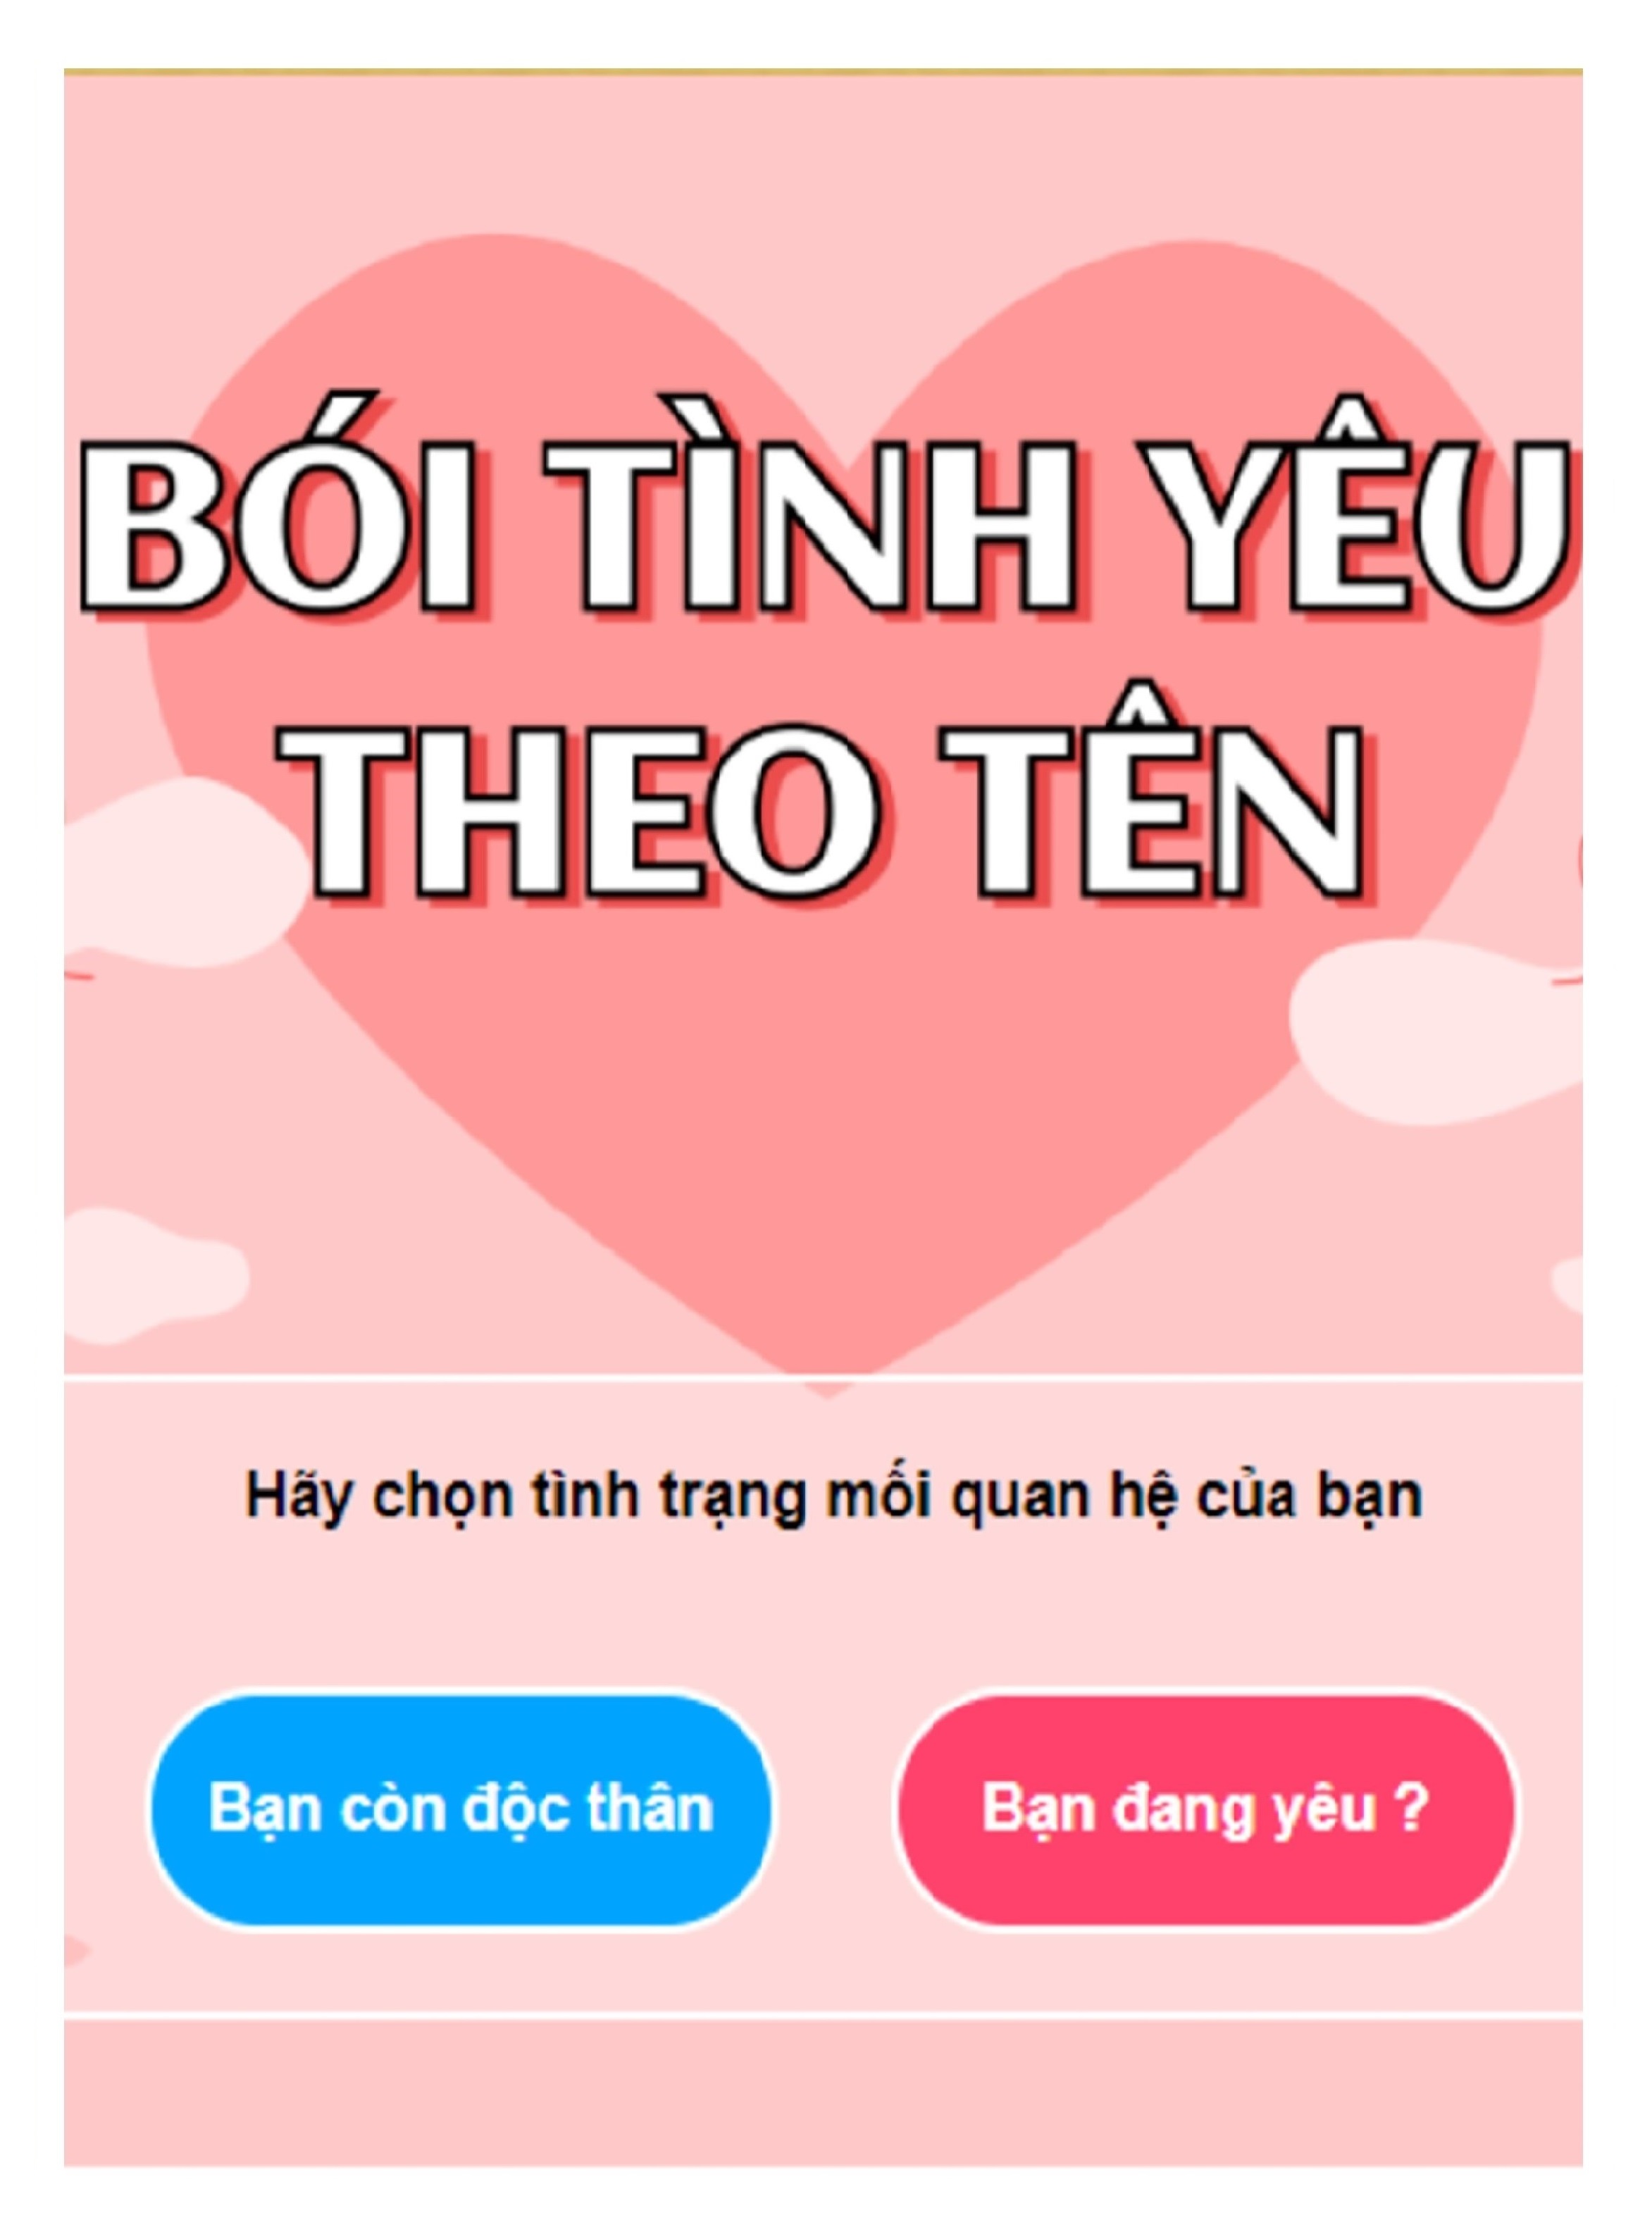 BÓI TÌNH YÊU
THEO TÊN
Hãy chọn tình trạng mối quan hệ của bạn
Bạn còn độc thân
Bạn đang yêu ?